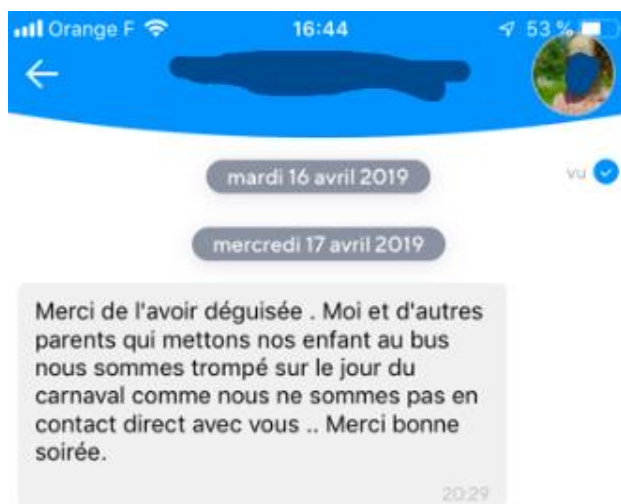 Orange F 16:44 53 %
mardi 16 avril 2019
vu
mercredi 17 avril 2019
Merci de l'avoir déguisée . Moi et d'autres
parents qui mettons nos enfant au bus
nous sommes trompé sur le jour du
carnaval comme nous ne sommes pas en
contact direct avec vous .. Merci bonne
soirée.
20:29